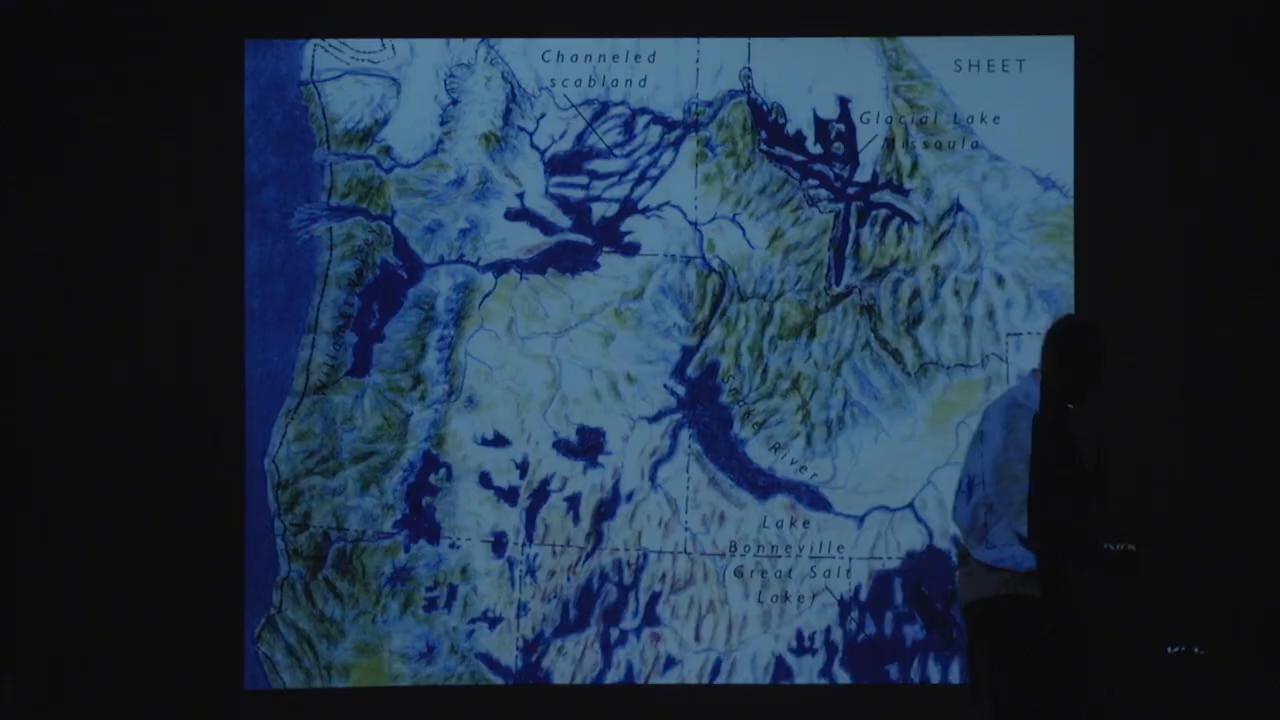 Channeled
scabland
SHEET
Glacial Lake
Missoula
Snake River
Lake
Bonneville
(Great Salt
Lake)